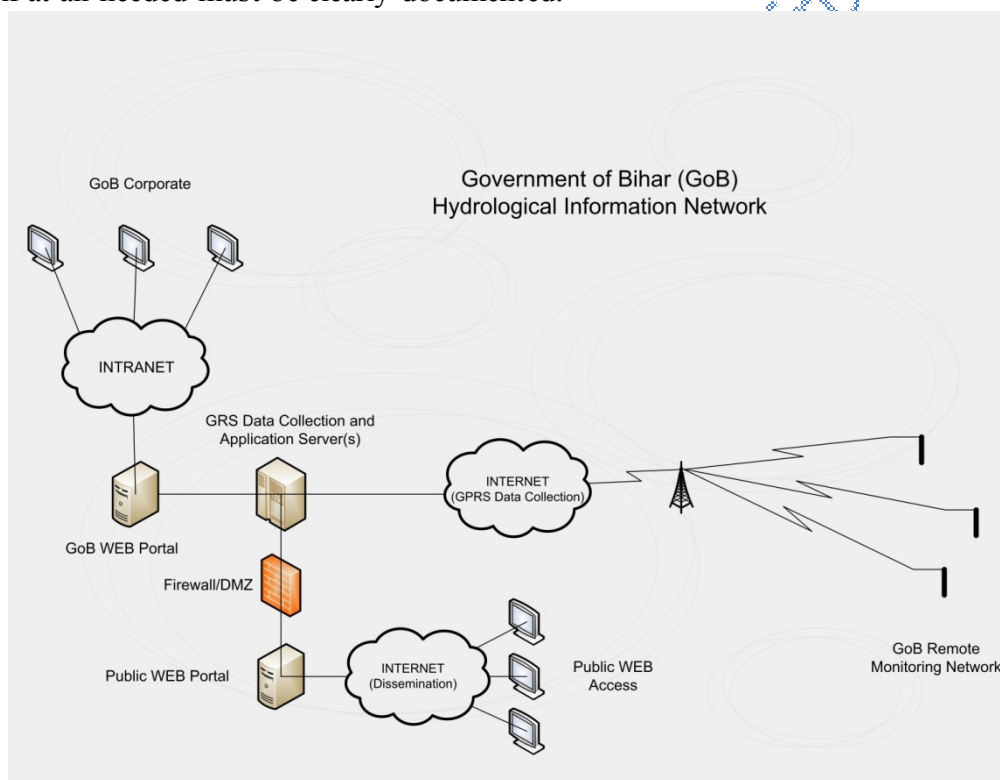 if at all needed must be clearly documented.
Government of Bihar (GoB)
Hydrological Information Network
GoB Corporate
INTRANET
GRS Data Collection and
Application Server(s)
INTERNET
(GPRS Data Collection)
GoB WEB Portal
Firewall/DMZ
Public WEB Portal
INTERNET
(Dissemination)
Public WEB
Access
GoB Remote
Monitoring Network